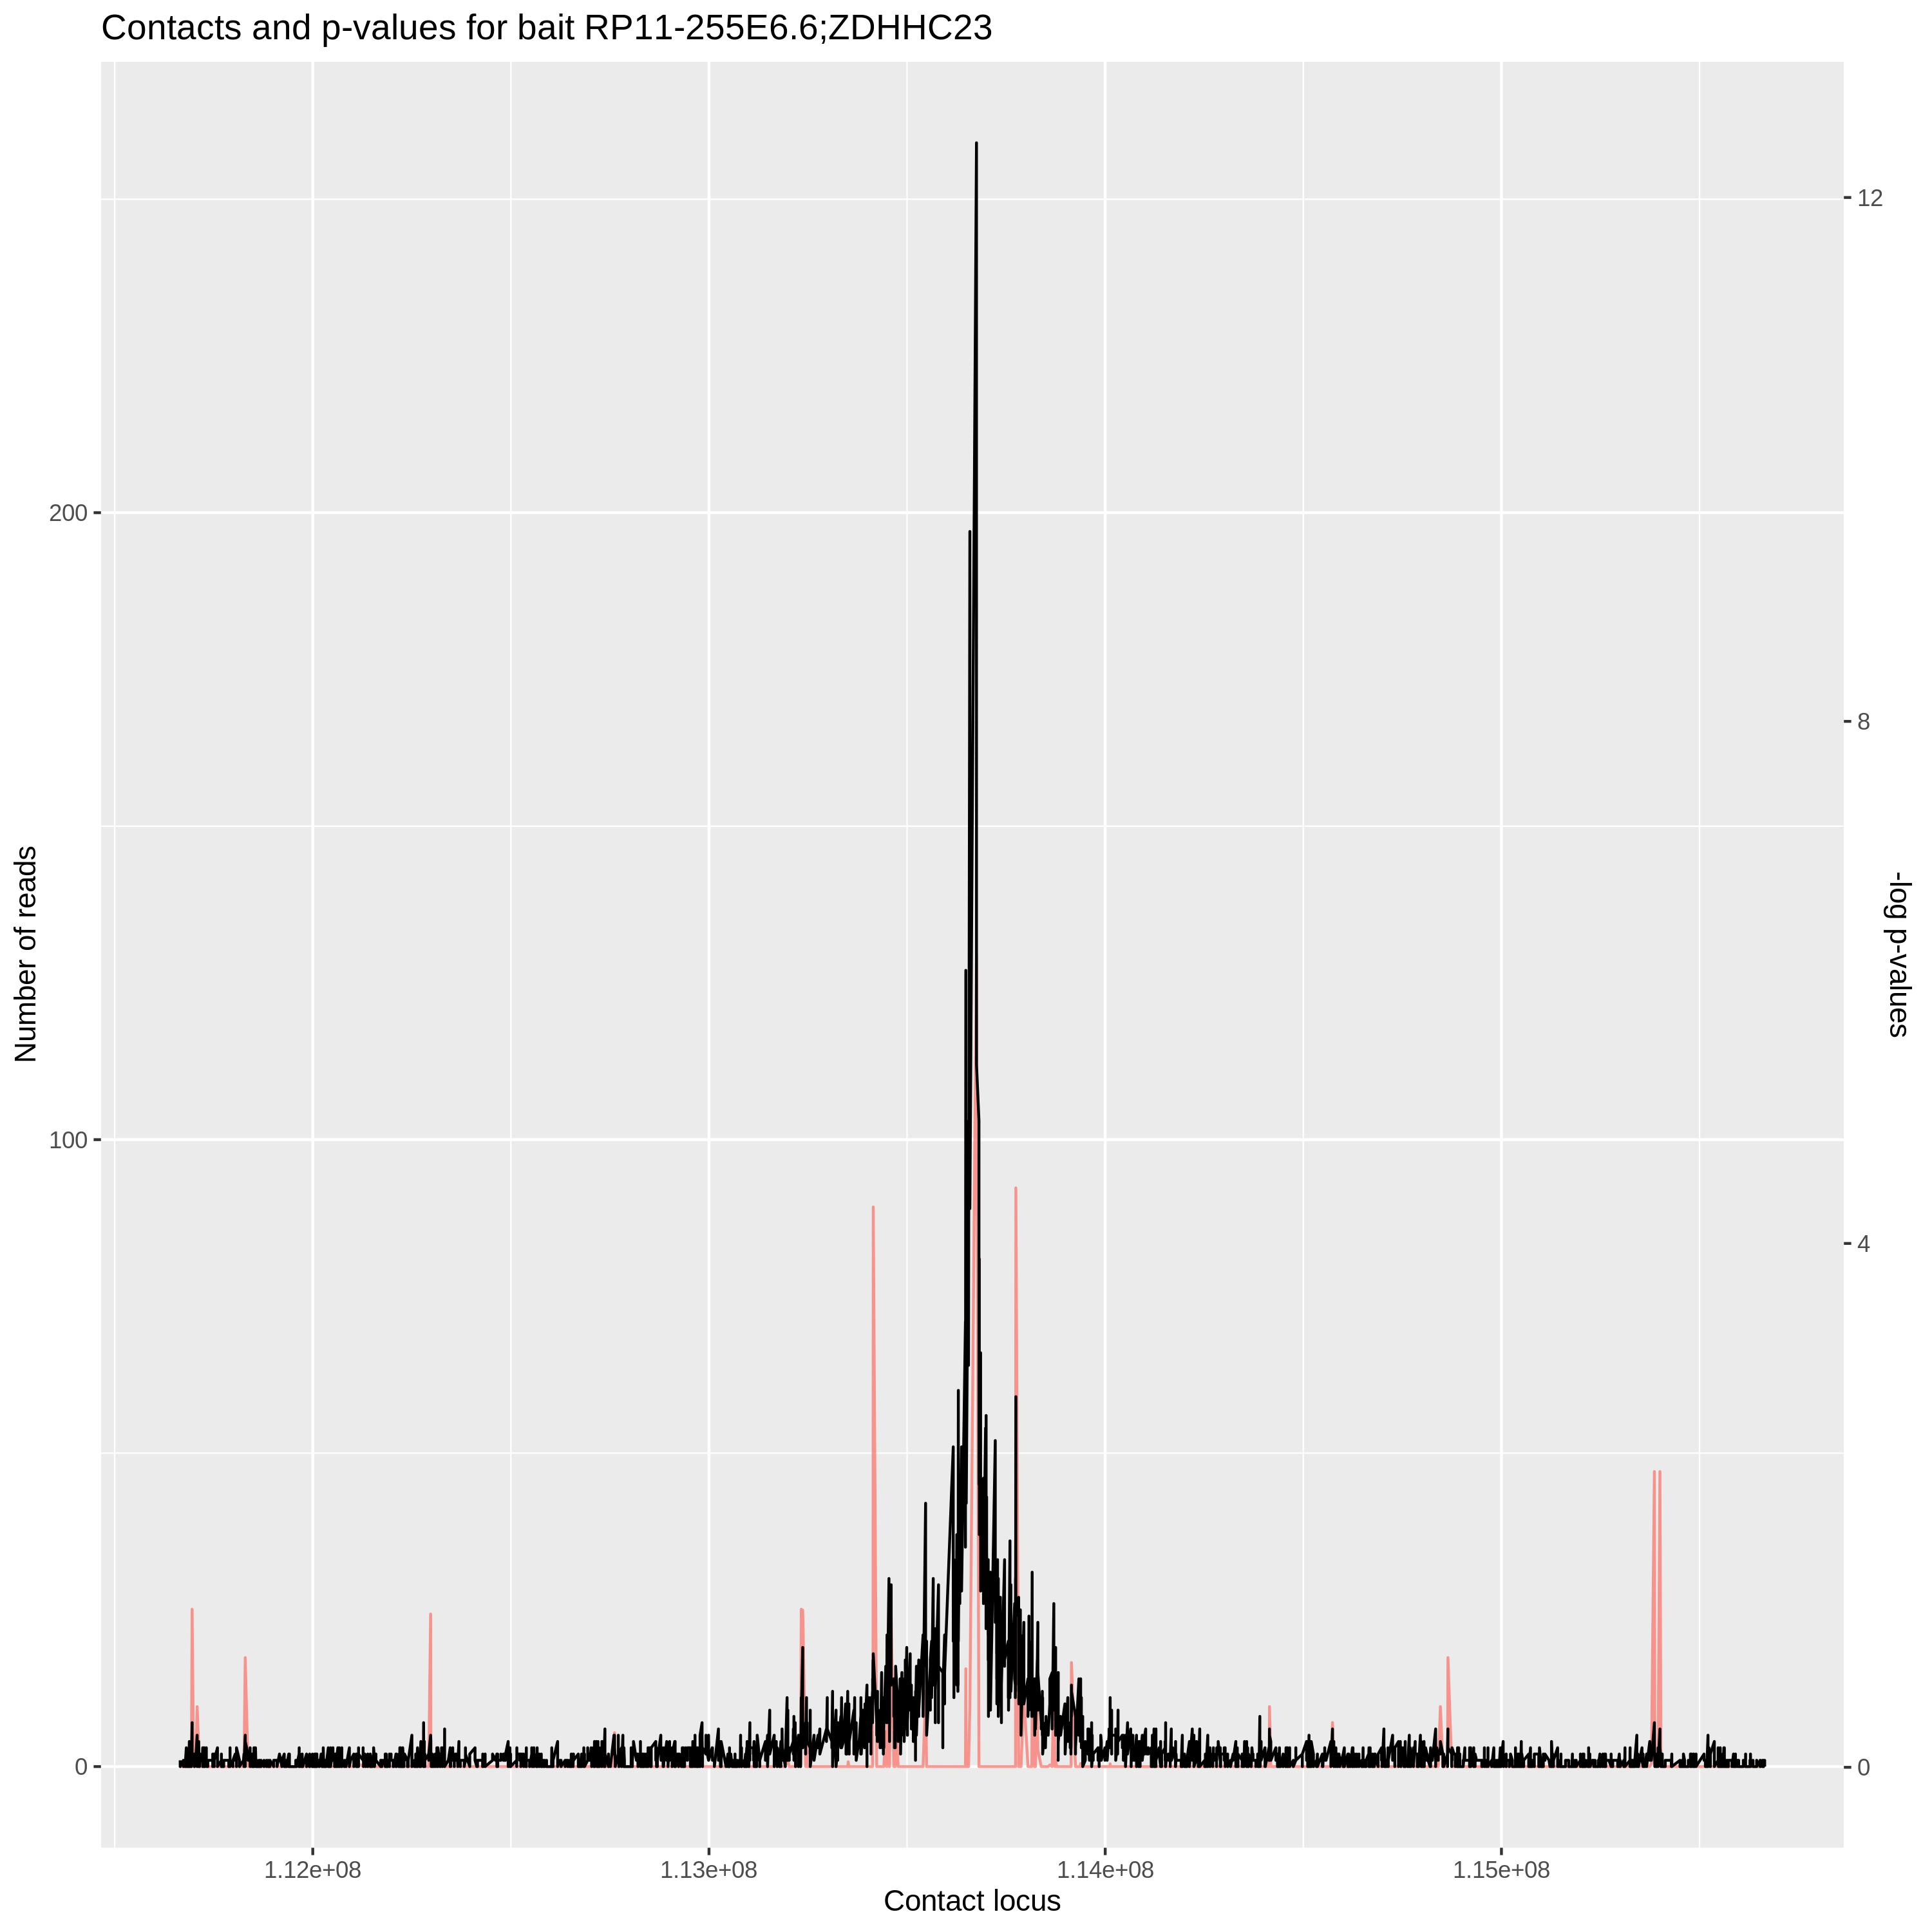 Contacts and p-values for bait RP11-255E6.6;ZDHHC23
Number of reads
200
100
0
12
8
4
0
-log p-values
1.12e+08
1.13e+08
1.14e+08
1.15e+08
Contact locus